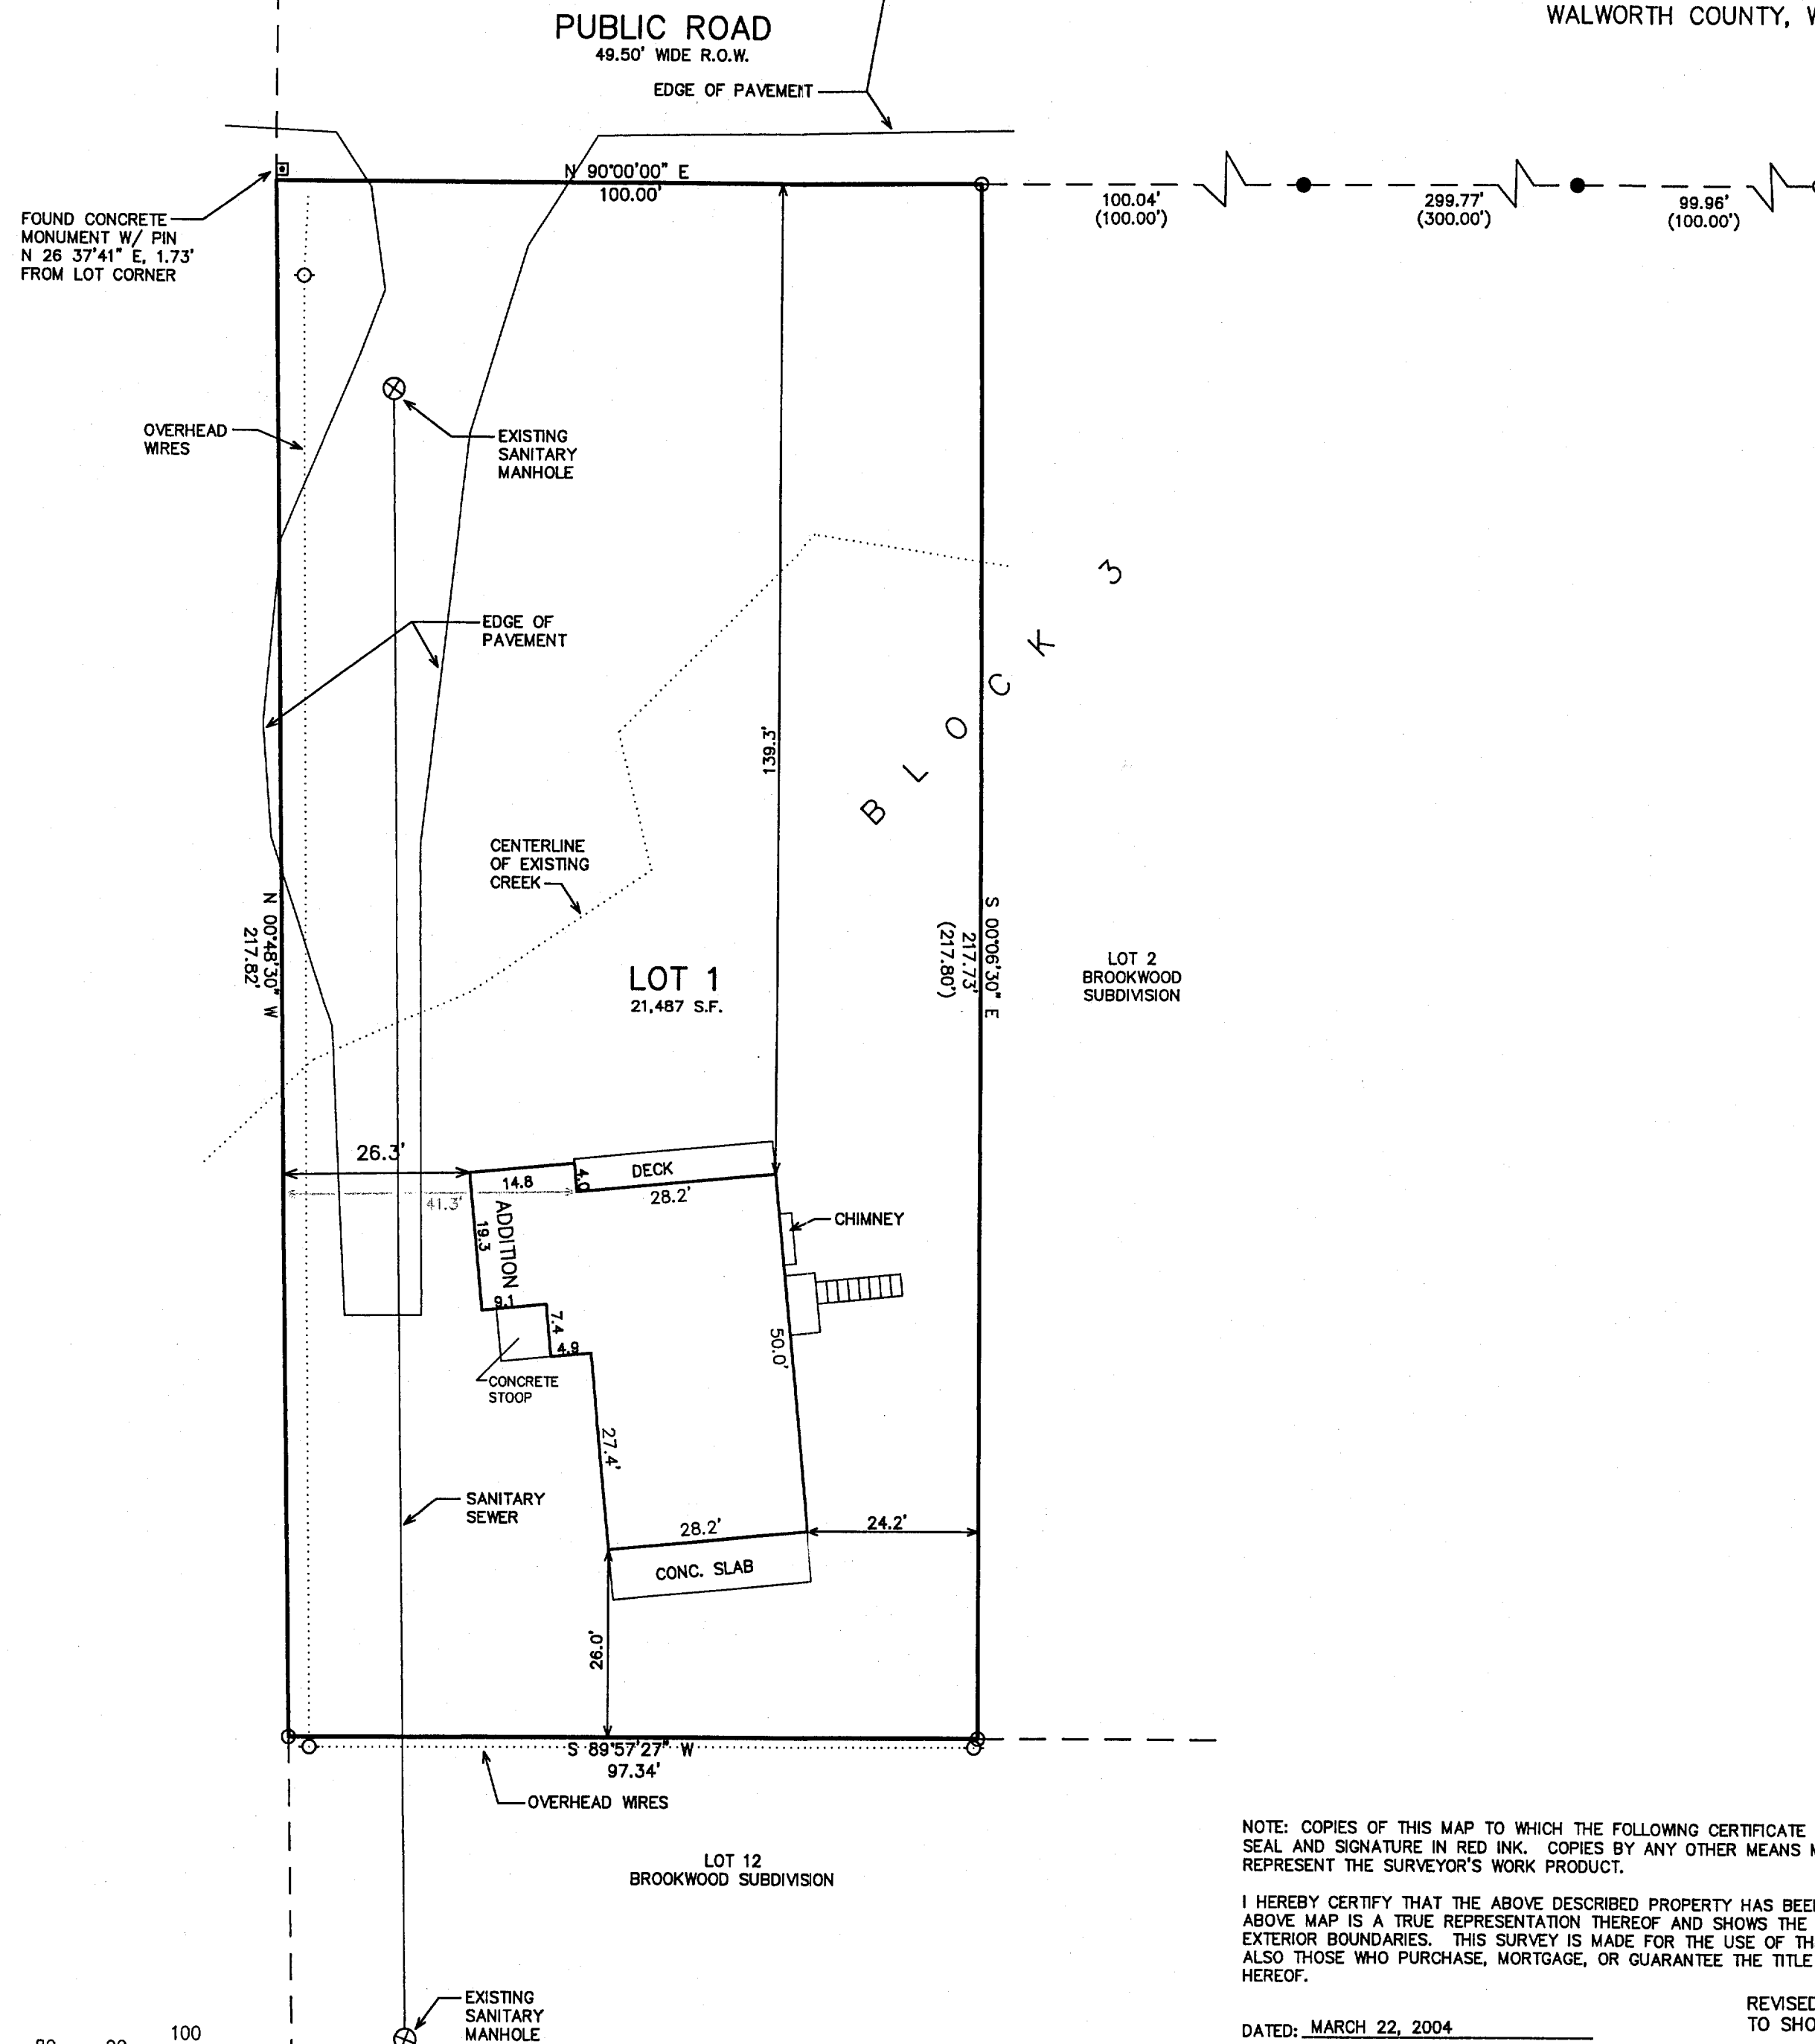 WALWORTH COUNTY, W
PUBLIC ROAD
49.50' WIDE R.O.W.
EDGE OF PAVEMENT
N 90°00'00" E
100.00'
100.04'
(100.00')
299.77'
(300.00')
99.96'
(100.00')
FOUND CONCRETE
MONUMENT W/ PIN
N 26 37'41" E, 1.73'
FROM LOT CORNER
OVERHEAD
WIRES
EXISTING
SANITARY
MANHOLE
EDGE OF
PAVEMENT
BLOCK 3
139.3'
CENTERLINE
OF EXISTING
CREEK
N 00°48'30" W
217.82'
S 00°06'30" E
217.73'
(217.80')
LOT 1
21,487 S.F.
LOT 2
BROOKWOOD
SUBDIVISION
26.3'
14.8
4.0
DECK
28.2'
41.3'
ADDITION
19.3
CHIMNEY
9.1
7.4
4.9
50.0'
CONCRETE
STOOP
27.4'
SANITARY
SEWER
28.2'
24.2'
CONC. SLAB
26.0'
S 89°57'27" W
97.34'
OVERHEAD WIRES
LOT 12
BROOKWOOD SUBDIVISION
NOTE: COPIES OF THIS MAP TO WHICH THE FOLLOWING CERTIFICATE
SEAL AND SIGNATURE IN RED INK. COPIES BY ANY OTHER MEANS M
REPRESENT THE SURVEYOR'S WORK PRODUCT.
I HEREBY CERTIFY THAT THE ABOVE DESCRIBED PROPERTY HAS BEE
ABOVE MAP IS A TRUE REPRESENTATION THEREOF AND SHOWS THE
EXTERIOR BOUNDARIES. THIS SURVEY IS MADE FOR THE USE OF TH
ALSO THOSE WHO PURCHASE, MORTGAGE, OR GUARANTEE THE TITLE
HEREOF.
REVISED
TO SHO
DATED: MARCH 22, 2004
EXISTING
SANITARY
MANHOLE
100